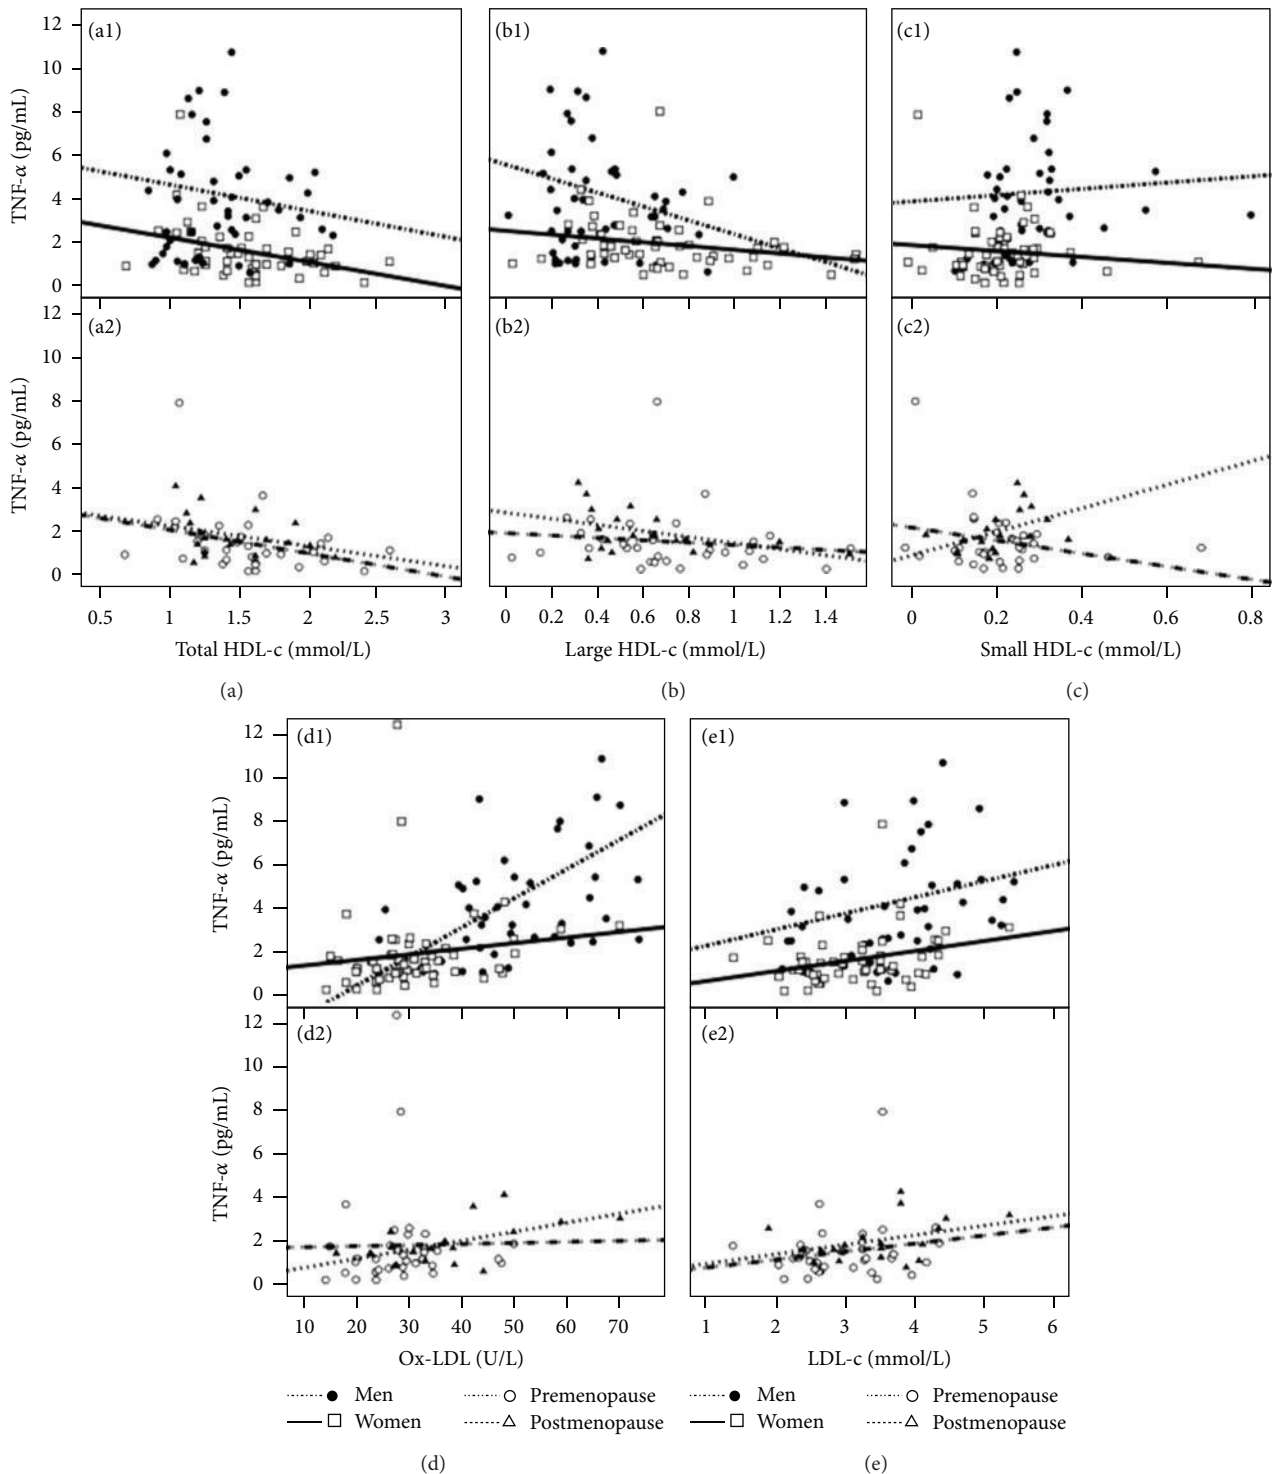 (a1)
(b1)
(c1)
TNF-α (pg/mL)
12
10
8
6
4
2
0
(a2)
(b2)
(c2)
TNF-α (pg/mL)
12
10
8
6
4
2
0
0.5 1 1.5 2 2.5 3
0 0.2 0.4 0.6 0.8 1 1.2 1.4
0 0.2 0.4 0.6 0.8
Total HDL-c (mmol/L)
Large HDL-c (mmol/L)
Small HDL-c (mmol/L)
(a)
(b)
(c)
(d1)
(e1)
TNF-α (pg/mL)
12
10
8
6
4
2
0
(d2)
(e2)
TNF-α (pg/mL)
12
10
8
6
4
2
0
10 20 30 40 50 60 70
1 2 3 4 5 6
Ox-LDL (U/L)
LDL-c (mmol/L)
Men Premenopause
Women Postmenopause
Men Premenopause
Women Postmenopause
(d)
(e)